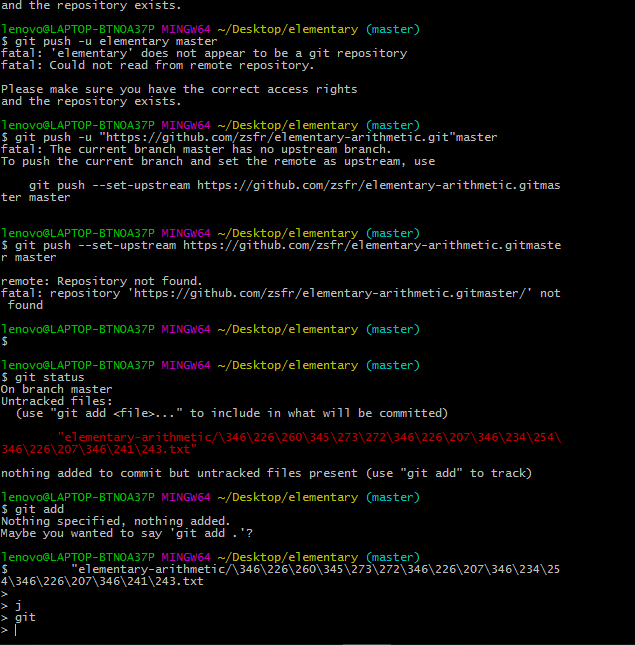 and the repository exists.
lenovo@LAPTOP-BTNOA37P MINGW64 ~/Desktop/elementary (master)
$ git push -u elementary master
fatal: 'elementary' does not appear to be a git repository
fatal: Could not read from remote repository.
Please make sure you have the correct access rights
and the repository exists.
lenovo@LAPTOP-BTNOA37P MINGW64 ~/Desktop/elementary (master)
$ git push -u "https://github.com/zsfr/elementary-arithmetic.git"master
fatal: The current branch master has no upstream branch.
To push the current branch and set the remote as upstream, use
git push --set-upstream https://github.com/zsfr/elementary-arithmetic.gitmas
ter master
lenovo@LAPTOP-BTNOA37P MINGW64 ~/Desktop/elementary (master)
$ git push --set-upstream https://github.com/zsfr/elementary-arithmetic.gitmaste
r master
remote: Repository not found.
fatal: repository 'https://github.com/zsfr/elementary-arithmetic.gitmaster/' not
found
lenovo@LAPTOP-BTNOA37P MINGW64 ~/Desktop/elementary (master)
$
lenovo@LAPTOP-BTNOA37P MINGW64 ~/Desktop/elementary (master)
$ git status
On branch master
Untracked files:
(use "git add <file>..." to include in what will be committed)
"elementary-arithmetic/\346\226\260\345\273\272\346\226\207\346\234\254\
346\226\207\346\241\243.txt"
nothing added to commit but untracked files present (use "git add" to track)
lenovo@LAPTOP-BTNOA37P MINGW64 ~/Desktop/elementary (master)
$ git add
Nothing specified, nothing added.
Maybe you wanted to say 'git add .'?
lenovo@LAPTOP-BTNOA37P MINGW64 ~/Desktop/elementary (master)
$ "elementary-arithmetic/\346\226\260\345\273\272\346\226\207\346\234\25
4\346\226\207\346\241\243.txt
>
> j
> git
>